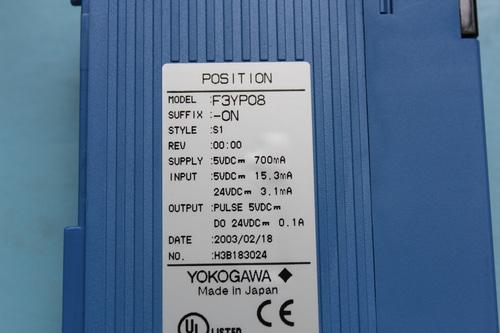 POSITION
MODEL :F3YP08
SUFFIX :-0N
STYLE :S1
REV :00:00
SUPPLY :5VDC⎓ 700mA
INPUT :5VDC⎓ 15.3mA
24VDC⎓ 3.1mA
OUTPUT :PULSE 5VDC⎓
DO 24VDC⎓ 0.1A
DATE :2003/02/18
NO. :H3B183024
YOKOGAWA ◆
Made in Japan
UL LISTED CE